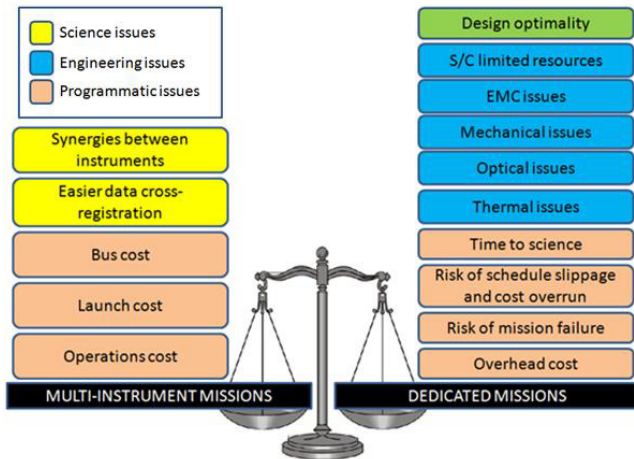 Science issues
Engineering issues
Programmatic issues
Synergies between
instruments
Easier data cross-
registration
Bus cost
Launch cost
Operations cost
MULTI-INSTRUMENT MISSIONS
Design optimality
S/C limited resources
EMC issues
Mechanical issues
Optical issues
Thermal issues
Time to science
Risk of schedule slippage
and cost overrun
Risk of mission failure
Overhead cost
DEDICATED MISSIONS